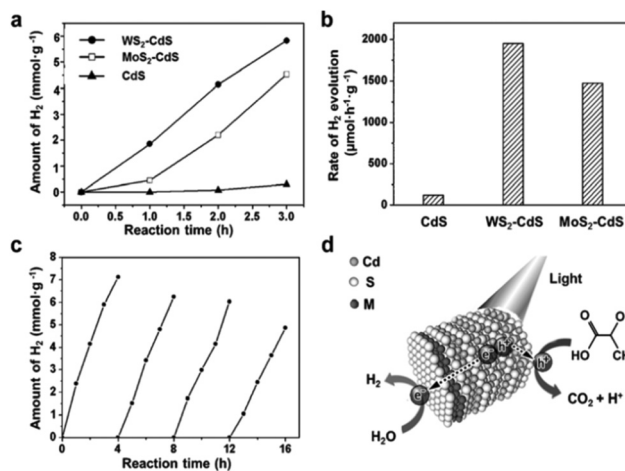 a
WS₂-CdS
MoS₂-CdS
CdS
Amount of H₂ (mmol·g⁻¹)
6
5
4
3
2
1
0
0.0 0.5 1.0 1.5 2.0 2.5 3.0
Reaction time (h)
b
Rate of H₂ evolution
(μmol·h⁻¹·g⁻¹)
2000
1500
1000
500
0
CdS WS₂-CdS MoS₂-CdS
c
Amount of H₂ (mmol·g⁻¹)
8
7
6
5
4
3
2
1
0
0 4 8 12 16
Reaction time (h)
d
Cd
S
M
Light
e⁻ h⁺
h⁺
e⁻
H₂
H₂O
O
HO
CO₂ + H⁺